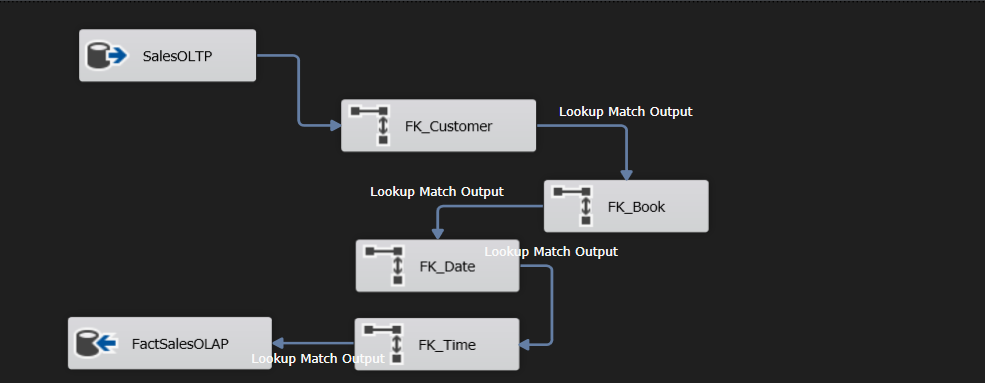 SalesOLTP
FK_Customer
Lookup Match Output
FK_Book
Lookup Match Output
FK_Date
Lookup Match Output
FK_Time
Lookup Match Output
FactSalesOLAP